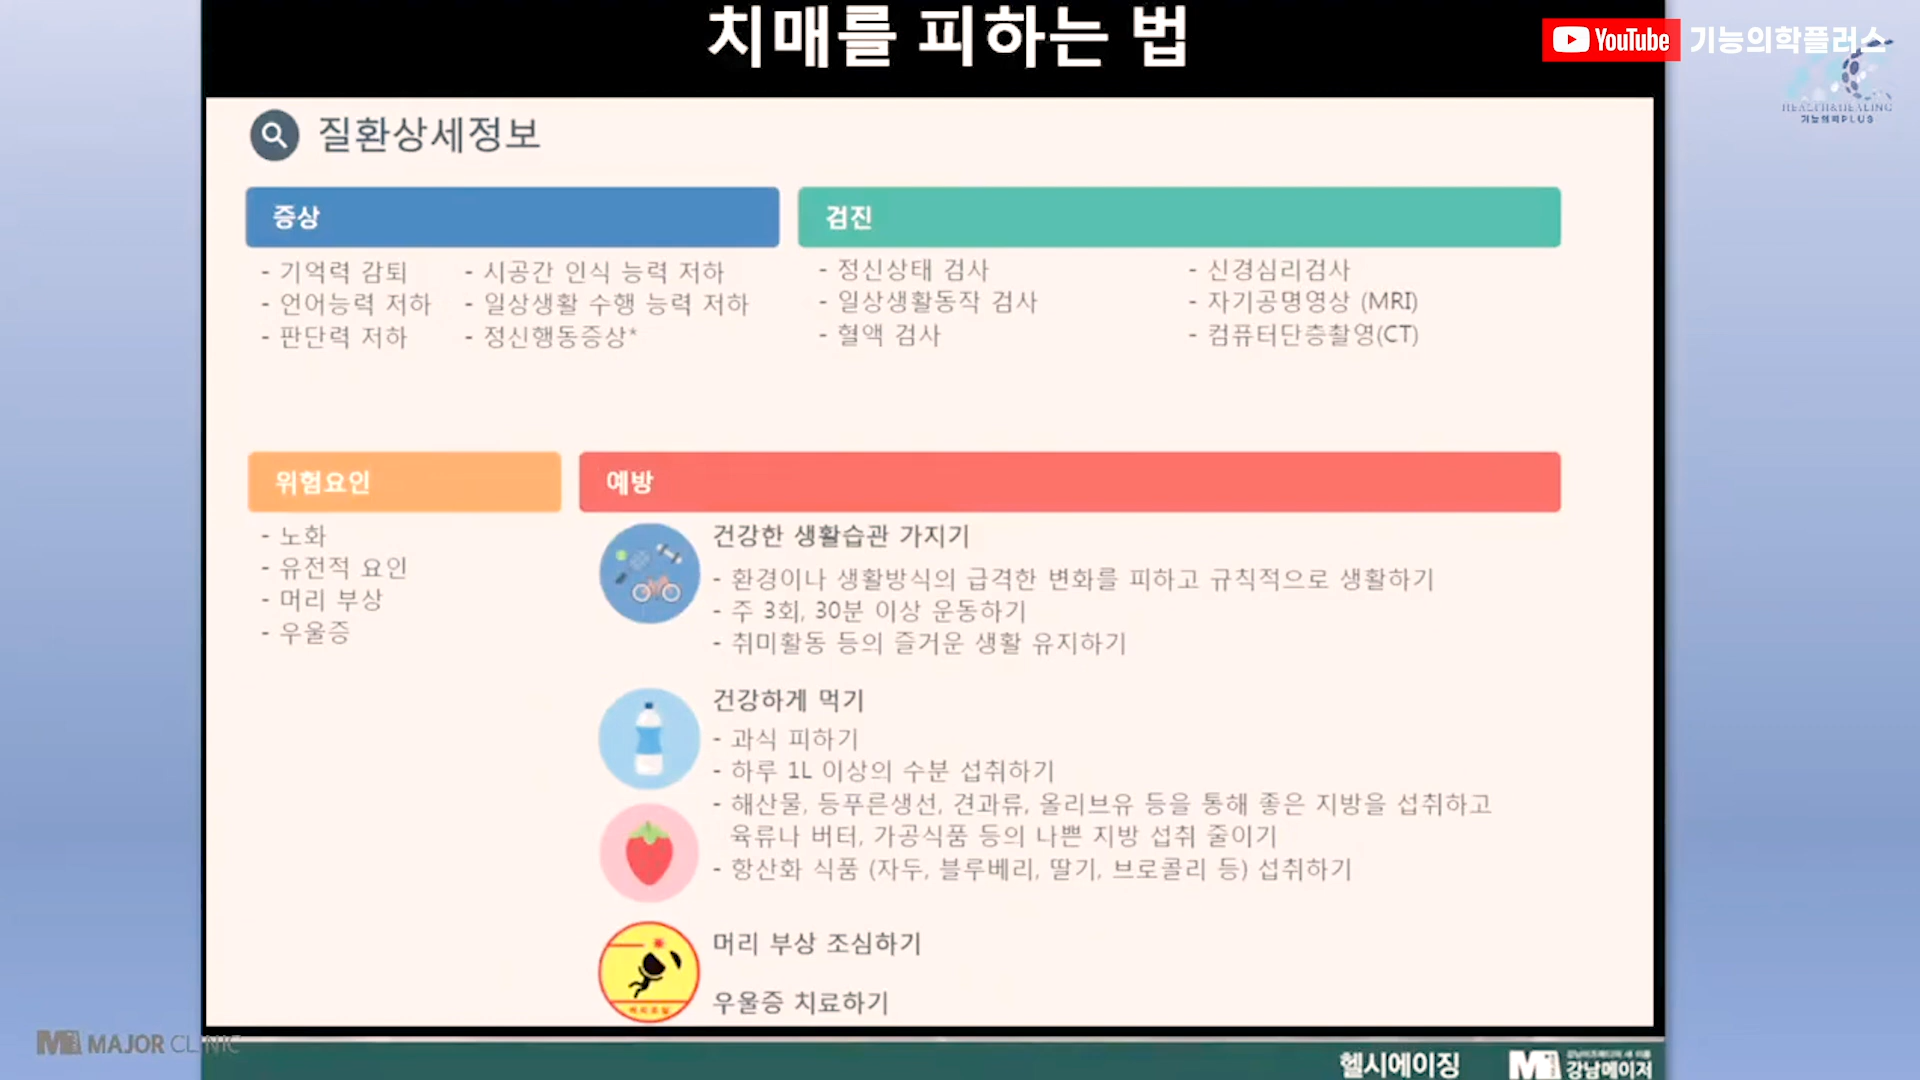 치매를 피하는 법
YouTube 기능의학플러스
HEALTH&HEALING
기능의학PLUS
질환상세정보
증상
- 기억력 감퇴
- 언어능력 저하
- 판단력 저하
- 시공간 인식 능력 저하
- 일상생활 수행 능력 저하
- 정신행동증상*
검진
- 정신상태 검사
- 일상생활동작 검사
- 혈액 검사
- 신경심리검사
- 자기공명영상 (MRI)
- 컴퓨터단층촬영(CT)
위험요인
- 노화
- 유전적 요인
- 머리 부상
- 우울증
예방
건강한 생활습관 가지기
- 환경이나 생활방식의 급격한 변화를 피하고 규칙적으로 생활하기
- 주 3회, 30분 이상 운동하기
- 취미활동 등의 즐거운 생활 유지하기
건강하게 먹기
- 과식 피하기
- 하루 1L 이상의 수분 섭취하기
- 해산물, 등푸른생선, 견과류, 올리브유 등을 통해 좋은 지방을 섭취하고
육류나 버터, 가공식품 등의 나쁜 지방 섭취 줄이기
- 항산화 식품 (자두, 블루베리, 딸기, 브로콜리 등) 섭취하기
머리조심
머리 부상 조심하기
우울증 치료하기
MAJOR CLINIC
헬시에이징
강남메이저